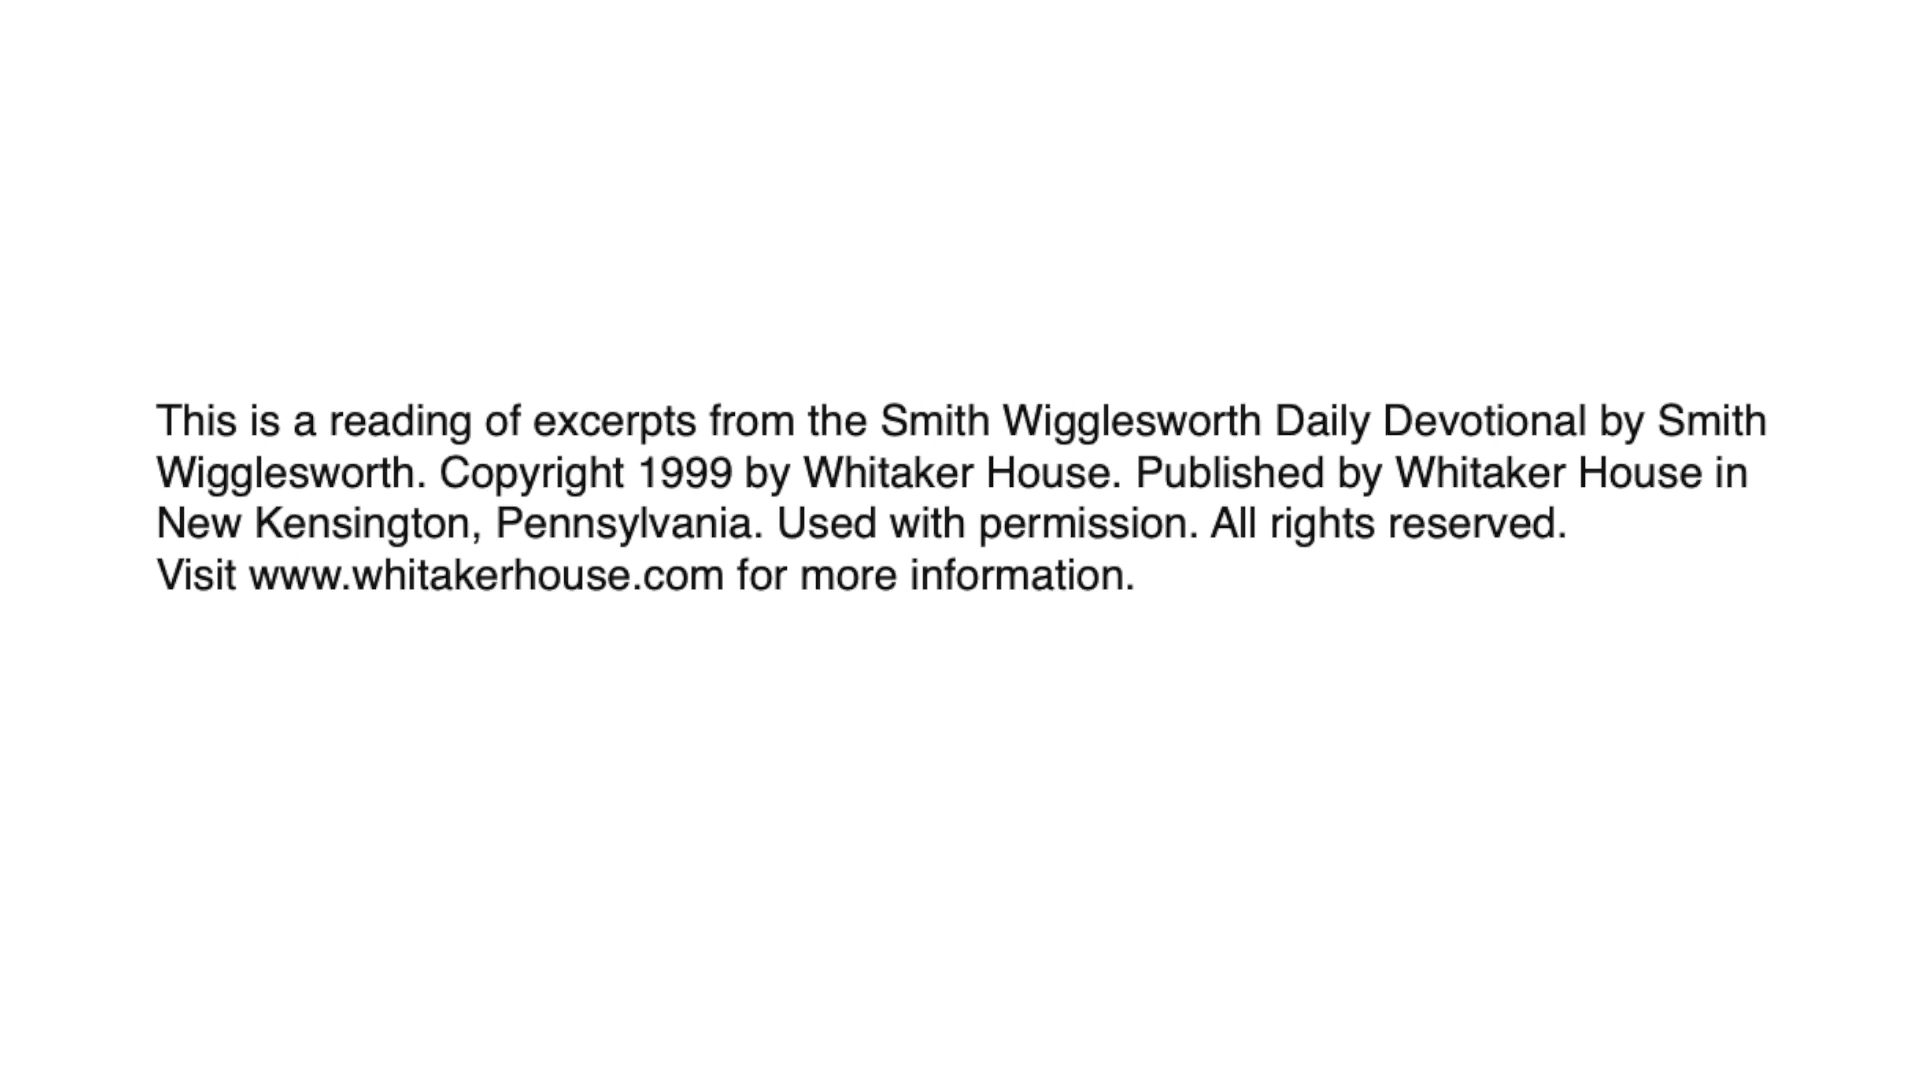 This is a reading of excerpts from the Smith Wigglesworth Daily Devotional by Smith
Wigglesworth. Copyright 1999 by Whitaker House. Published by Whitaker House in
New Kensington, Pennsylvania. Used with permission. All rights reserved.
Visit www.whitakerhouse.com for more information.